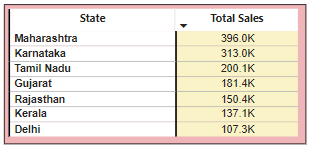 State Total Sales
Maharashtra 396.0K
Karnataka 313.0K
Tamil Nadu 200.1K
Gujarat 181.4K
Rajasthan 150.4K
Kerala 137.1K
Delhi 107.3K